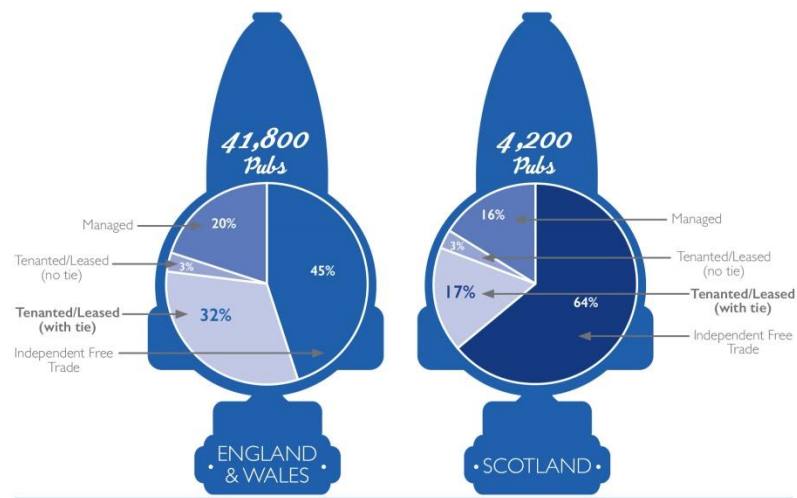 41,800
Pubs
Managed
20%
Tenanted/Leased
(no tie)
3%
45%
Tenanted/Leased
(with tie)
32%
Independent Free
Trade
ENGLAND
& WALES
4,200
Pubs
16%
Managed
3%
Tenanted/Leased
(no tie)
17%
Tenanted/Leased
(with tie)
64%
Independent Free
Trade
SCOTLAND